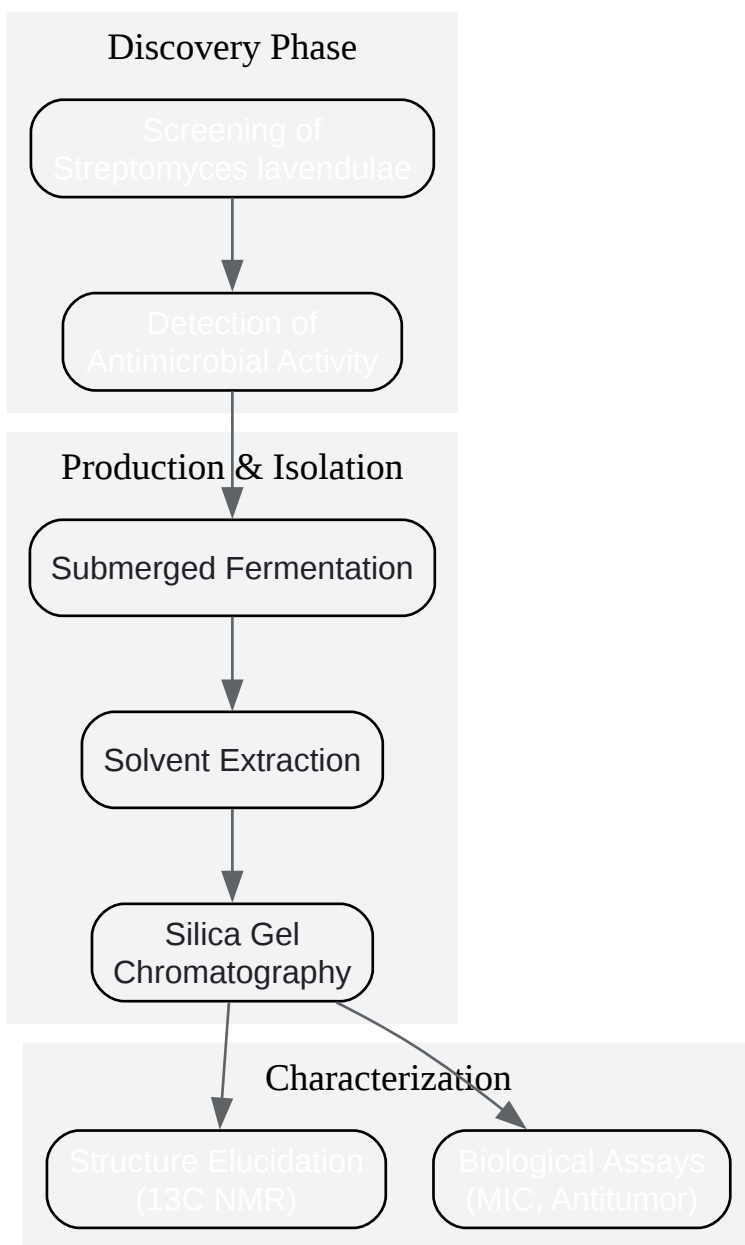 Discovery Phase
Screening of
Streptomyces lavendulae
Detection of
Antimicrobial Activity
Production & Isolation
Submerged Fermentation
Solvent Extraction
Silica Gel
Chromatography
Characterization
Structure Elucidation
(13C NMR)
Biological Assays
(MIC, Antitumor)